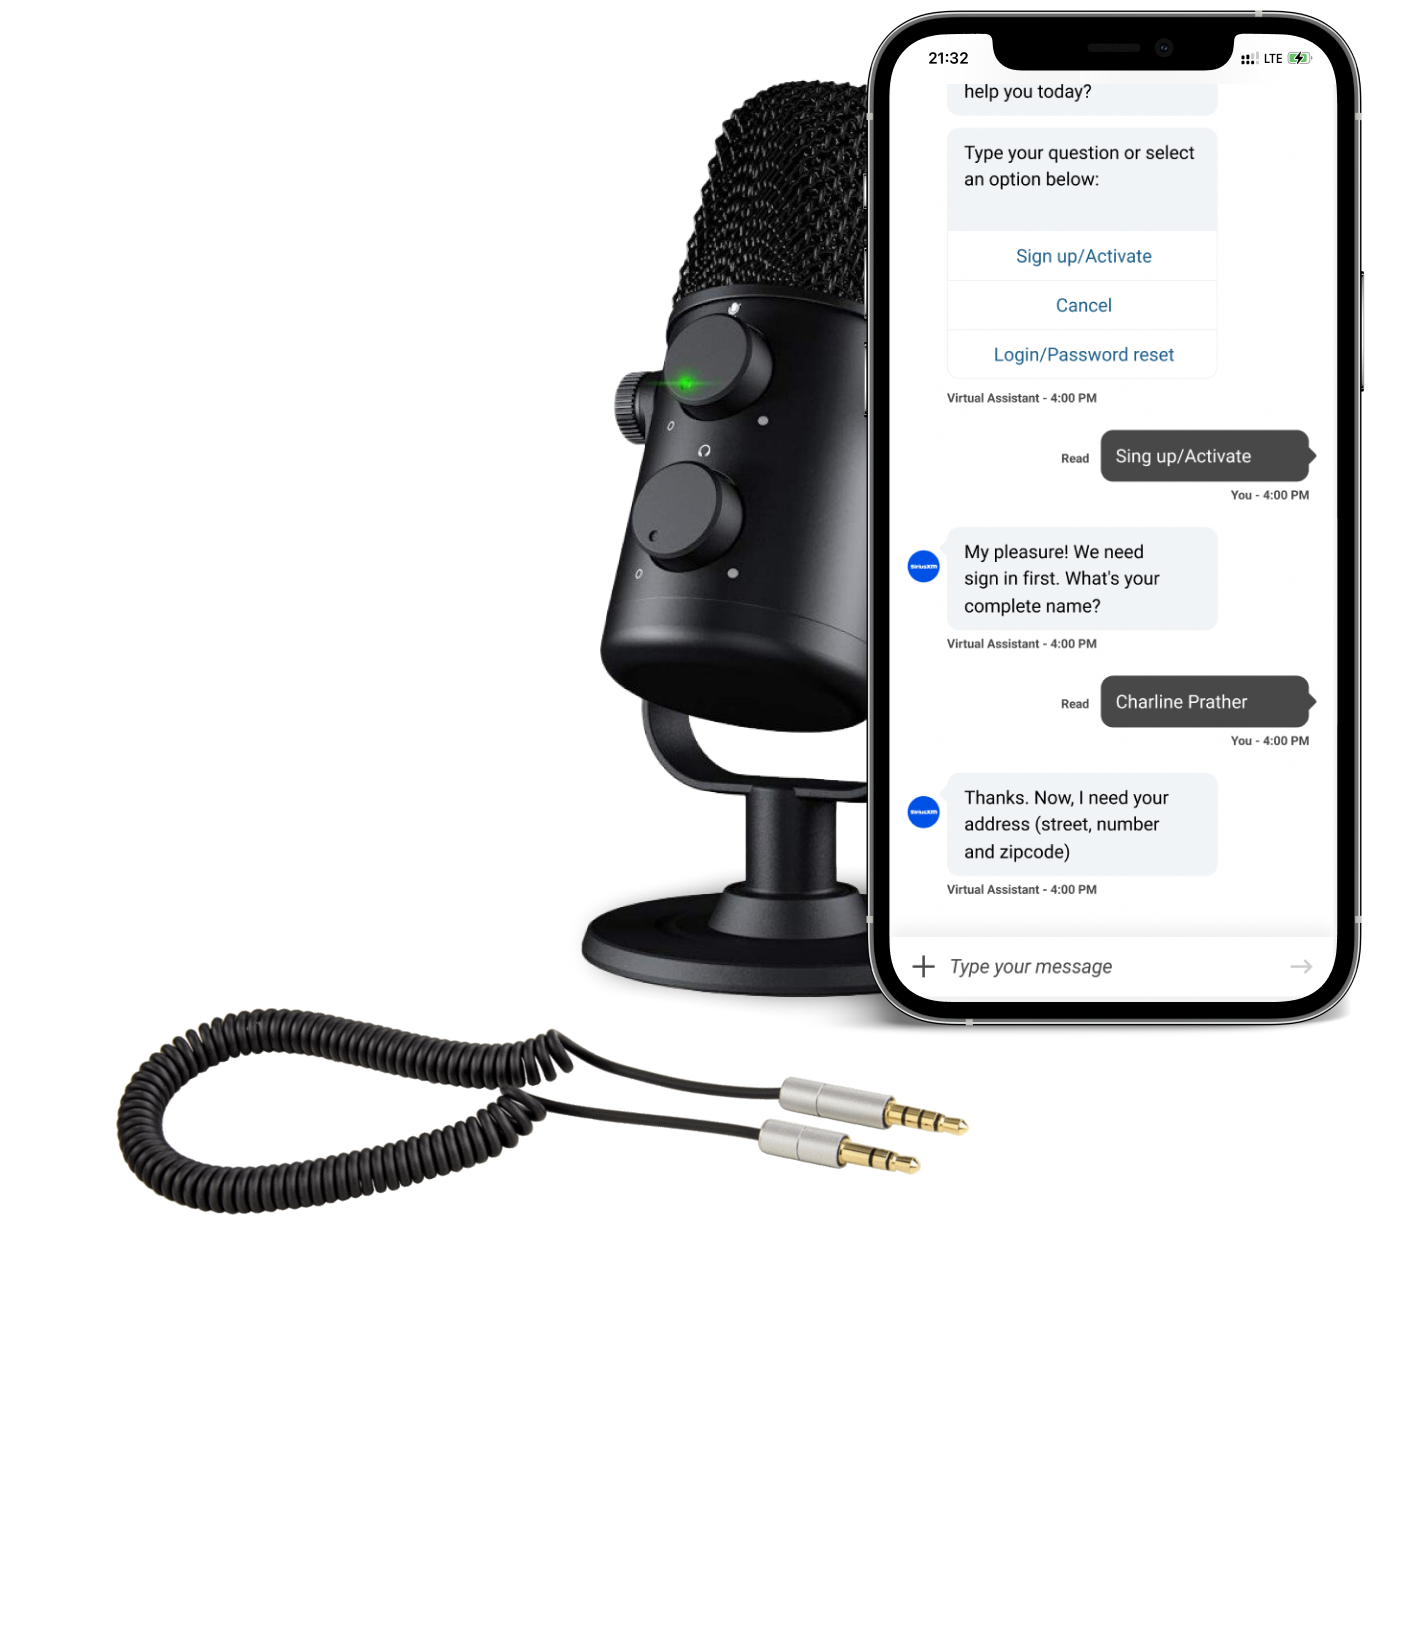 21:32
LTE
help you today?
Type your question or select
an option below:
Sign up/Activate
Cancel
Login/Password reset
Virtual Assistant - 4:00 PM
Read
Sing up/Activate
You - 4:00 PM
My pleasure! We need
sign in first. What's your
complete name?
SiriusXM
Virtual Assistant - 4:00 PM
Read
Charline Prather
You - 4:00 PM
Thanks. Now, I need your
address (street, number
and zipcode)
SiriusXM
Virtual Assistant - 4:00 PM
Type your message